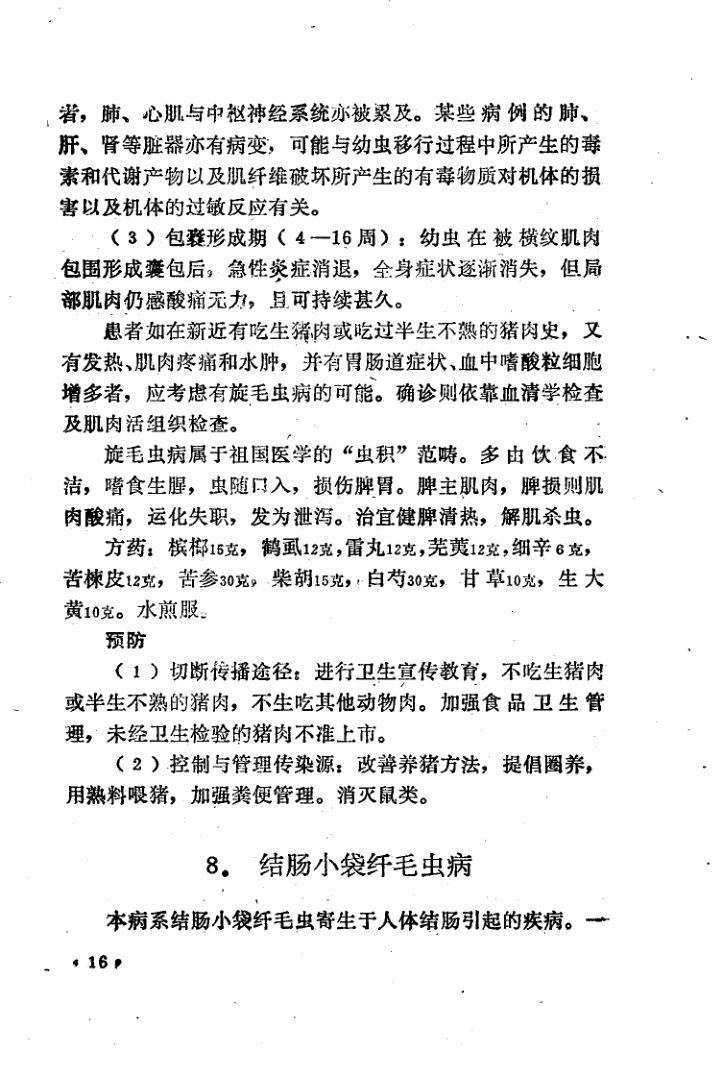 者，肺、心肌与中枢神经系统亦被累及。某些病例的肺、
肝、肾等脏器亦有病变，可能与幼虫移行过程中所产生的毒
素和代谢产物以及肌纤维破坏所产生的有毒物质对机体的损
害以及机体的过敏反应有关。
（3）包囊形成期（4—16周）：幼虫在被横纹肌肉
包围形成囊包后，急性炎症消退，全身症状逐渐消失，但局
部肌肉仍感酸痛无力，且可持续甚久。
患者如在新近有吃生猪肉或吃过半生不熟的猪肉史，又
有发热、肌肉疼痛和水肿，并有胃肠道症状、血中嗜酸粒细胞
增多者，应考虑有旋毛虫病的可能。确诊则依靠血清学检查
及肌肉活组织检查。
旋毛虫病属于祖国医学的“虫积”范畴。多由饮食不
洁，嗜食生腥，虫随口入，损伤脾胃。脾主肌肉，脾损则肌
肉酸痛，运化失职，发为泄泻。治宜健脾清热，解肌杀虫。
方药：槟榔15克，鹤虱12克，雷丸12克，芜荑12克，细辛6克，
苦楝皮12克，苦参30克，柴胡15克，白芍30克，甘草10克，生大
黄10克。水煎服。
预防
（1）切断传播途径：进行卫生宣传教育，不吃生猪肉
或半生不熟的猪肉，不生吃其他动物肉。加强食品卫生管
理，未经卫生检验的猪肉不准上市。
（2）控制与管理传染源：改善养猪方法，提倡圈养，
用熟料喂猪，加强粪便管理。消灭鼠类。
8．结肠小袋纤毛虫病
本病系结肠小袋纤毛虫寄生于人体结肠引起的疾病。一
·16·